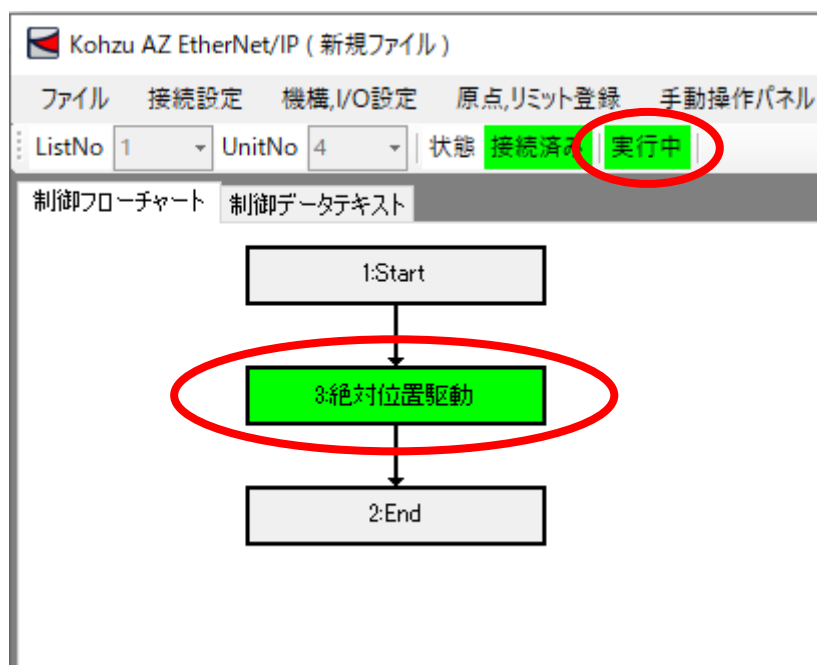 Kohzu AZ EtherNet/IP ( 新規ファイル )
ファイル 接続設定 機構,I/O設定 原点,リミット登録 手動操作パネル
ListNo 1 UnitNo 4 状態 接続済み 実行中
制御フローチャート 制御データテキスト
1:Start
3:絶対位置駆動
2:End